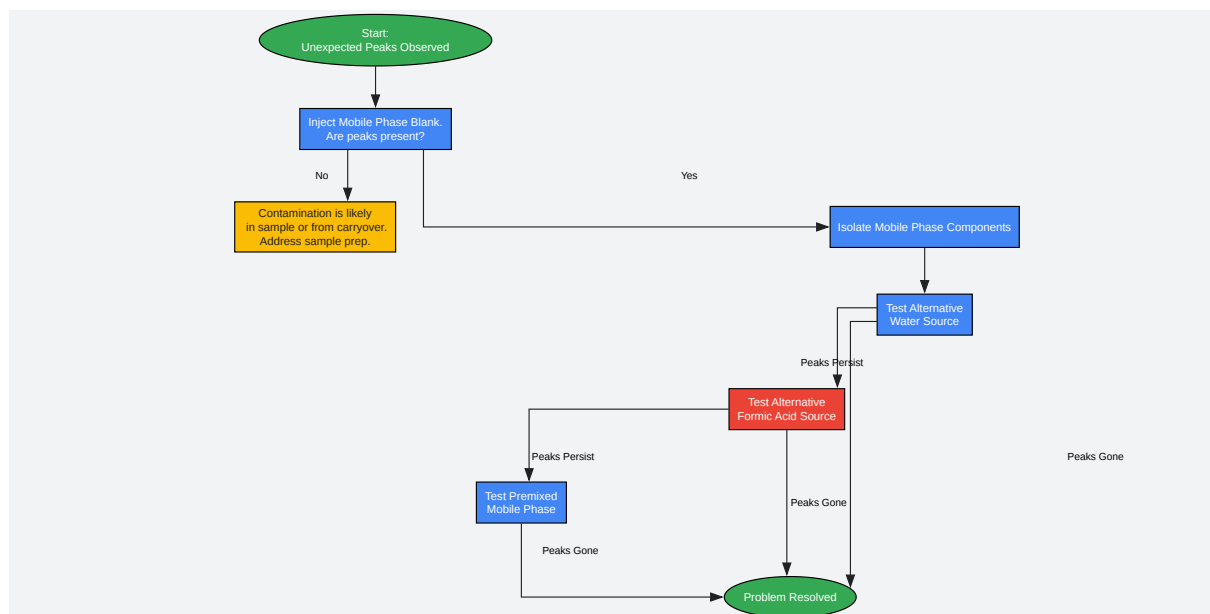 Start:
Unexpected Peaks Observed
Inject Mobile Phase Blank.
Are peaks present?
No
Yes
Contamination is likely
in sample or from carryover.
Address sample prep.
Isolate Mobile Phase Components
Test Alternative
Water Source
Peaks Persist
Test Alternative
Formic Acid Source
Peaks Persist
Peaks Gone
Test Premixed
Mobile Phase
Peaks Gone
Peaks Gone
Problem Resolved